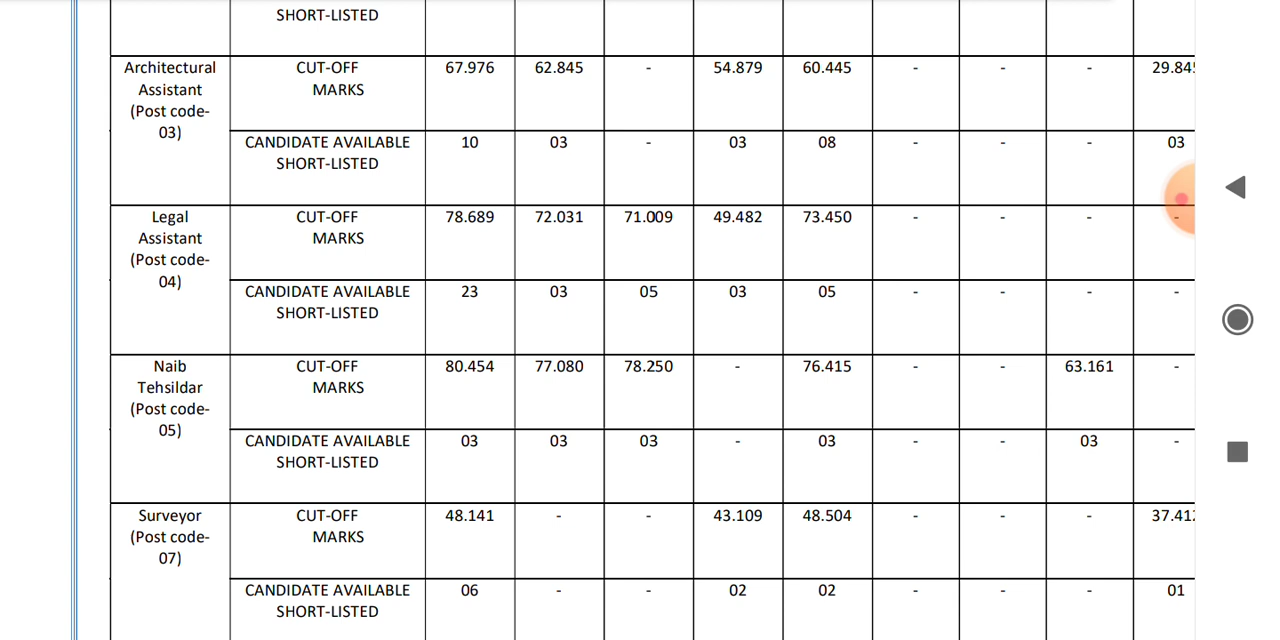 SHORT-LISTED
Architectural Assistant (Post code-03) CUT-OFF MARKS 67.976 62.845 - 54.879 60.445 - - -
CANDIDATE AVAILABLE SHORT-LISTED 10 03 - 03 08 - - - 03
Legal Assistant (Post code-04) CUT-OFF MARKS 78.689 72.031 71.009 49.482 73.450 - - - -
CANDIDATE AVAILABLE SHORT-LISTED 23 03 05 03 05 - - - -
Naib Tehsildar (Post code-05) CUT-OFF MARKS 80.454 77.080 78.250 - 76.415 - - 63.161 -
CANDIDATE AVAILABLE SHORT-LISTED 03 03 03 - 03 - - 03 -
Surveyor (Post code-07) CUT-OFF MARKS 48.141 - - 43.109 48.504 - - -
CANDIDATE AVAILABLE SHORT-LISTED 06 - - 02 02 - - - 01